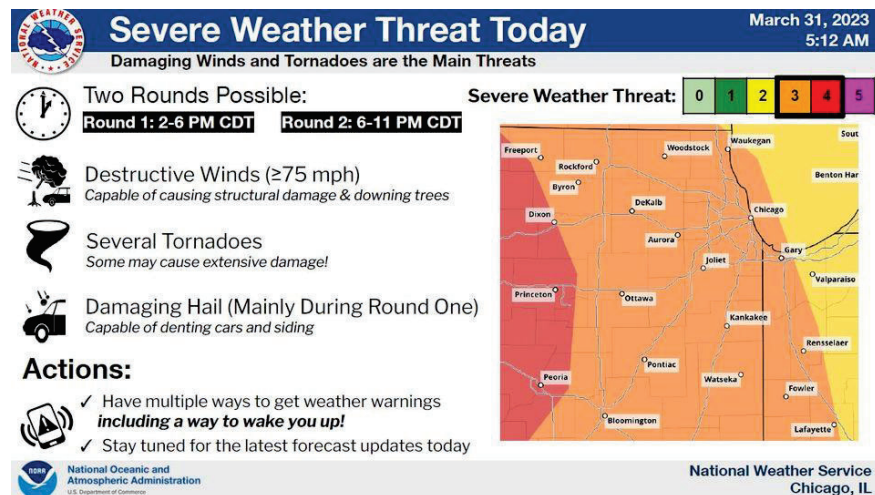 NATIONAL WEATHER SERVICE
Severe Weather Threat Today
March 31, 2023
5:12 AM
Damaging Winds and Tornadoes are the Main Threats
Two Rounds Possible:
Round 1: 2-6 PM CDT
Round 2: 6-11 PM CDT
Destructive Winds (≥75 mph)
Capable of causing structural damage & downing trees
Several Tornadoes
Some may cause extensive damage!
Damaging Hail (Mainly During Round One)
Capable of denting cars and siding
Actions:
✓ Have multiple ways to get weather warnings
including a way to wake you up!
✓ Stay tuned for the latest forecast updates today
Severe Weather Threat:
0 1 2 3 4 5
Freeport
Woodstock
Waukegan
Sout
Rockford
Byron
Benton Har
Dixon
DeKalb
Chicago
Aurora
Joliet
Gary
Valparaiso
Princeton
Ottawa
Kankakee
Rensselaer
Pontiac
Peoria
Watseka
Fowler
Bloomington
Lafayette
NOAA
National Oceanic and
Atmospheric Administration
U.S. Department of Commerce
National Weather Service
Chicago, IL